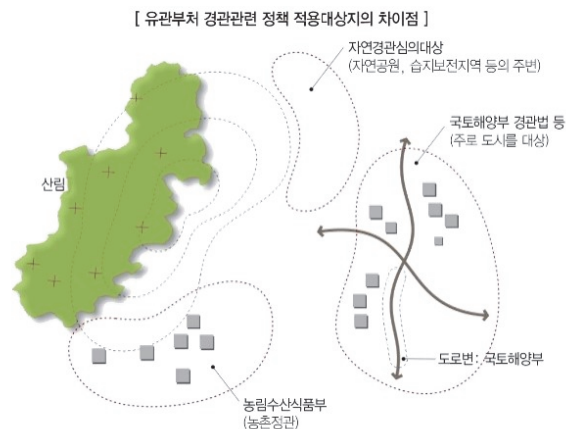 [ 유관부처 경관관련 정책 적용대상지의 차이점 ]
자연경관심의대상
(자연공원, 습지보전지역 등의 주변)
국토해양부 경관법 등
(주로 도시를 대상)
산림
도로변: 국토해양부
농림수산식품부
(농촌정관)